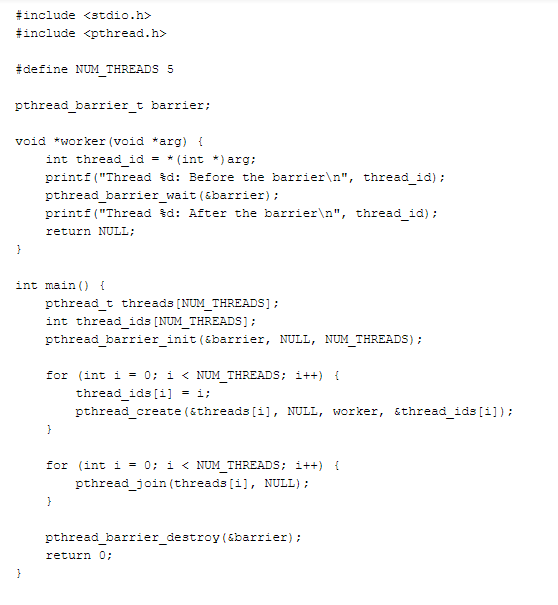 #include <stdio.h>
#include <pthread.h>

#define NUM_THREADS 5

pthread_barrier_t barrier;

void *worker(void *arg) {
    int thread_id = *(int *)arg;
    printf("Thread %d: Before the barrier\n", thread_id);
    pthread_barrier_wait(&barrier);
    printf("Thread %d: After the barrier\n", thread_id);
    return NULL;
}

int main() {
    pthread_t threads[NUM_THREADS];
    int thread_ids[NUM_THREADS];
    pthread_barrier_init(&barrier, NULL, NUM_THREADS);

    for (int i = 0; i < NUM_THREADS; i++) {
        thread_ids[i] = i;
        pthread_create(&threads[i], NULL, worker, &thread_ids[i]);
    }

    for (int i = 0; i < NUM_THREADS; i++) {
        pthread_join(threads[i], NULL);
    }

    pthread_barrier_destroy(&barrier);
    return 0;
}